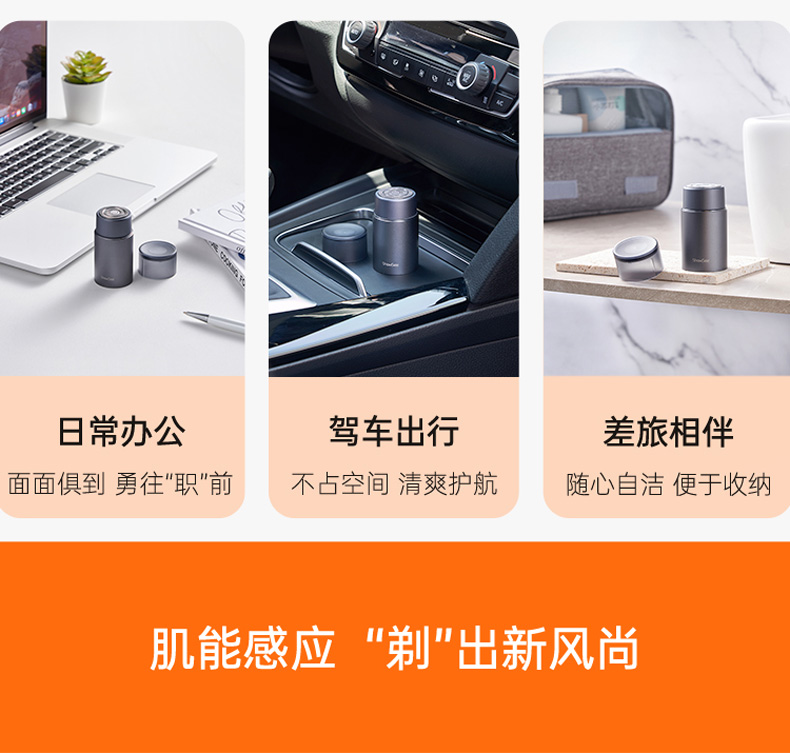 日常办公
面面俱到 勇往"职"前
驾车出行
不占空间 清爽护航
差旅相伴
随心自洁 便于收纳
肌能感应 "剃"出新风尚